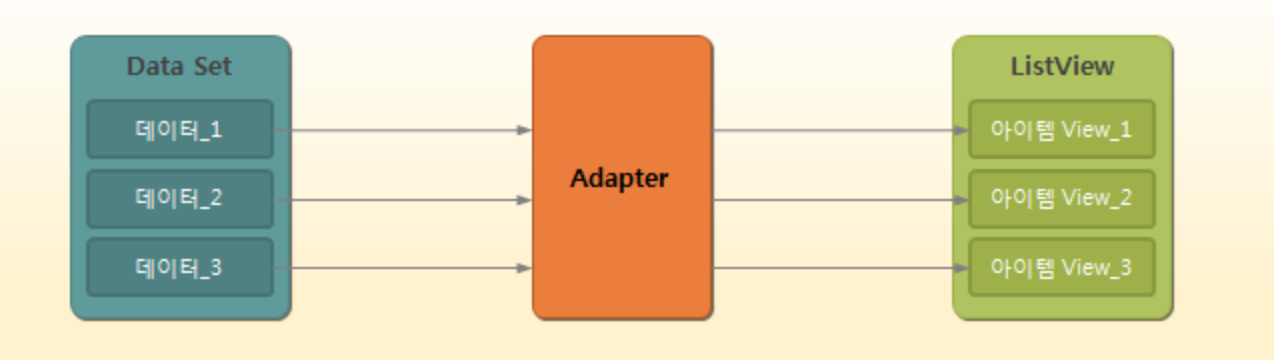 Data Set
데이터_1
데이터_2
데이터_3
Adapter
ListView
아이템 View_1
아이템 View_2
아이템 View_3